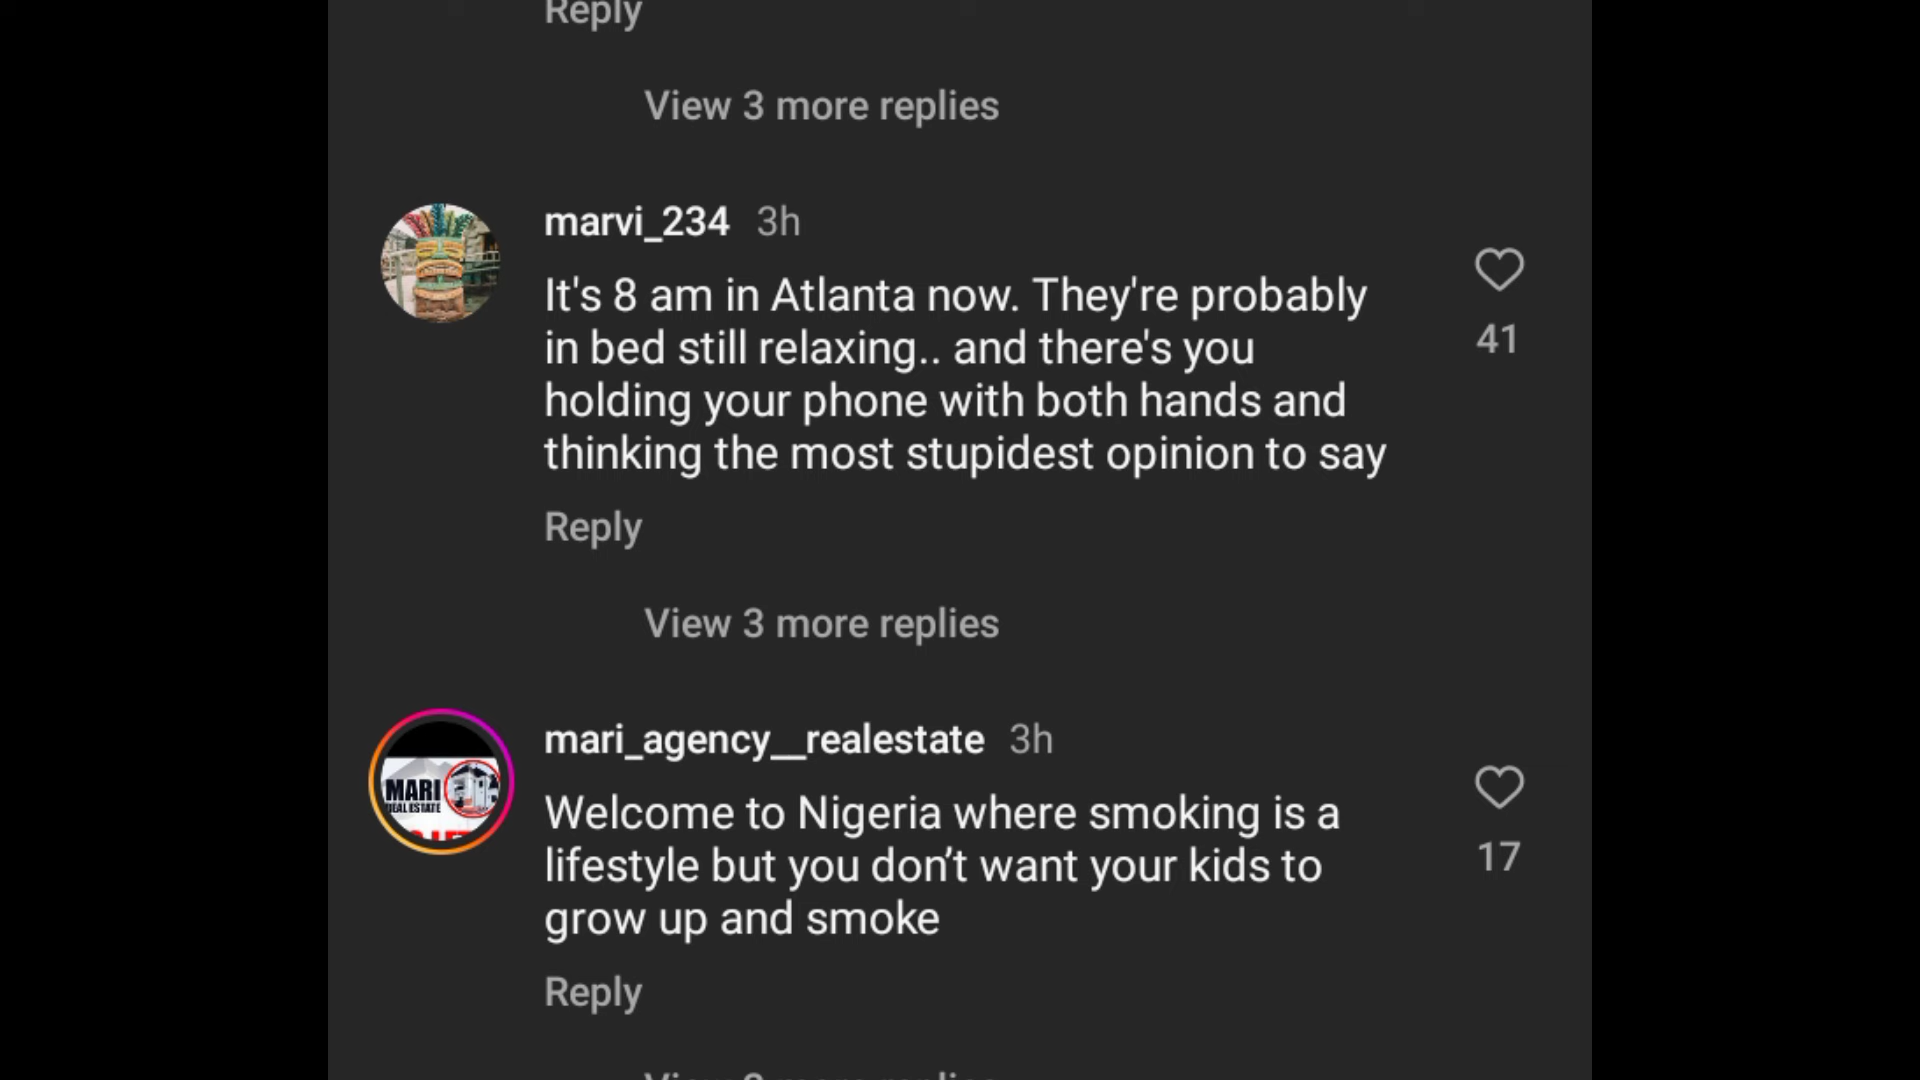 Reply
View 3 more replies
marvi_234 3h
It's 8 am in Atlanta now. They're probably
in bed still relaxing.. and there's you
holding your phone with both hands and
thinking the most stupidest opinion to say
41
Reply
View 3 more replies
mari_agency__realestate 3h
MARI
REAL ESTATE
Welcome to Nigeria where smoking is a
lifestyle but you don’t want your kids to
grow up and smoke
17
Reply